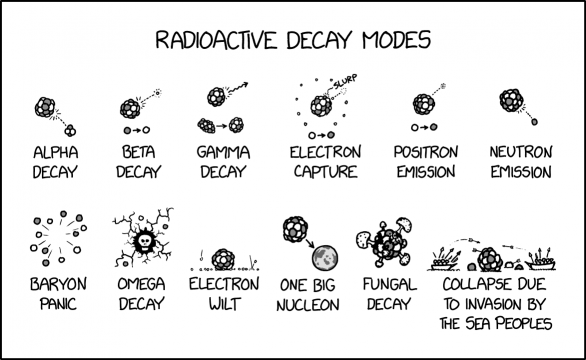 RADIOACTIVE DECAY MODES
SLURP
ALPHA
DECAY
BETA
DECAY
GAMMA
DECAY
ELECTRON
CAPTURE
POSITRON
EMISSION
NEUTRON
EMISSION
BARYON
PANIC
OMEGA
DECAY
ELECTRON
WILT
ONE BIG
NUCLEON
FUNGAL
DECAY
COLLAPSE DUE
TO INVASION BY
THE SEA PEOPLES